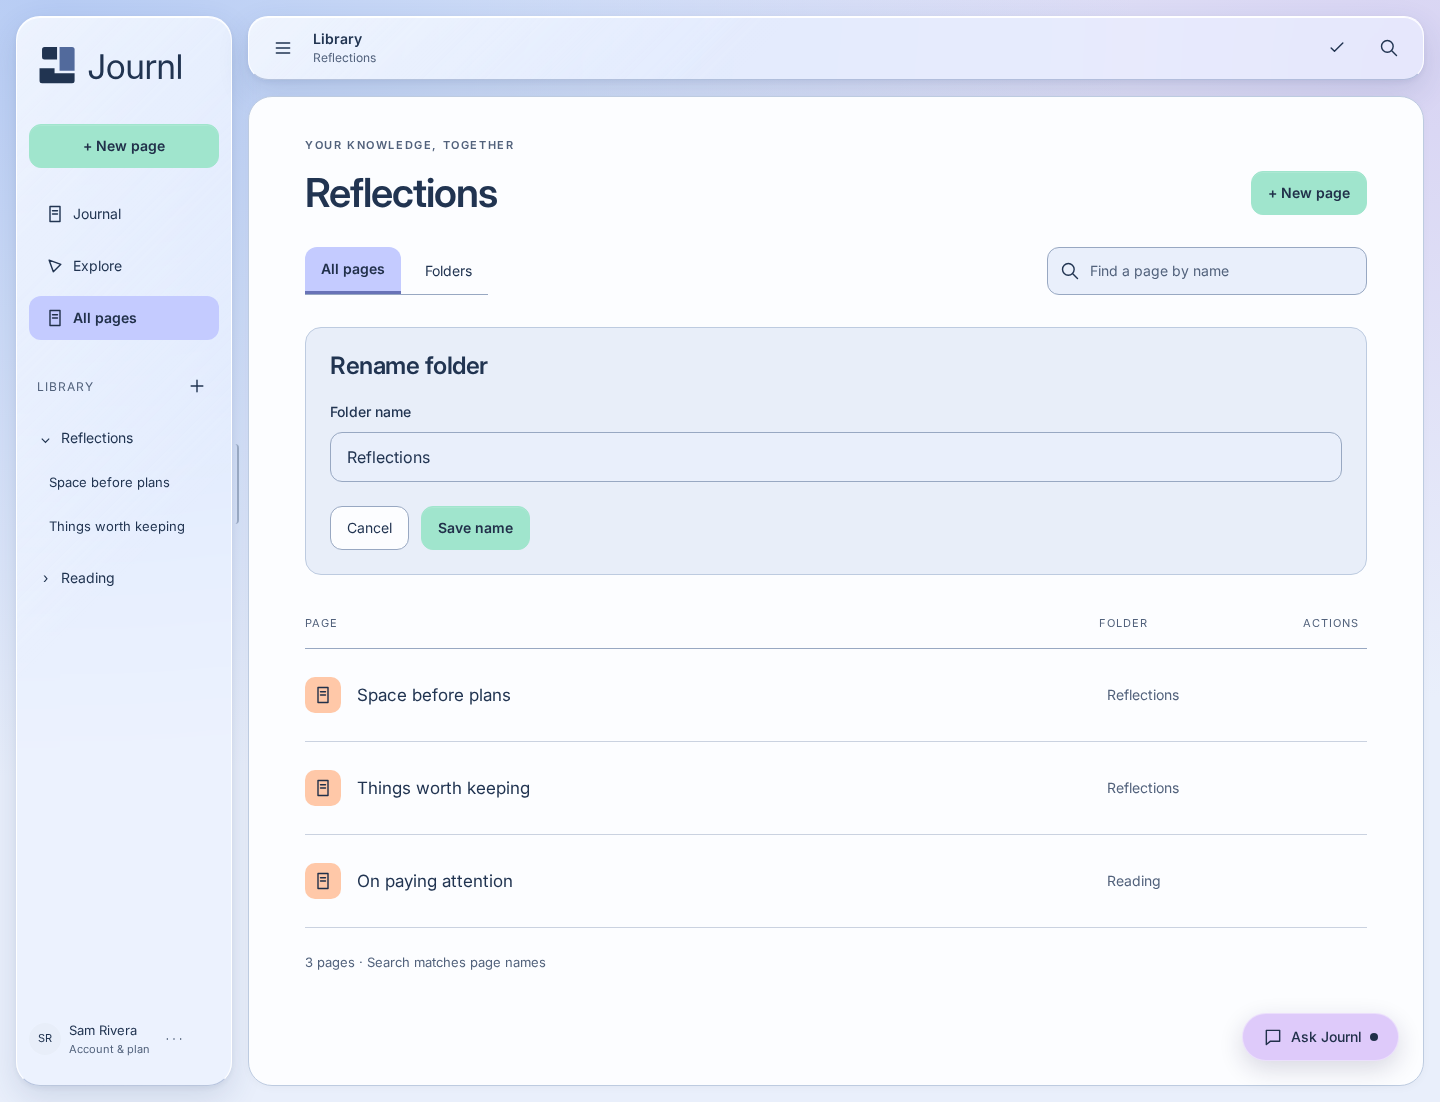 Journl
+ New page
Journal
Explore
All pages
LIBRARY
Reflections
Space before plans
Things worth keeping
Reading
SR
Sam Rivera
Account & plan
...
Library
Reflections
YOUR KNOWLEDGE, TOGETHER
Reflections
+ New page
All pages
Folders
Find a page by name
Rename folder
Folder name
Reflections
Cancel
Save name
PAGE
FOLDER
ACTIONS
Space before plans
Reflections
Things worth keeping
Reflections
On paying attention
Reading
3 pages · Search matches page names
Ask Journl